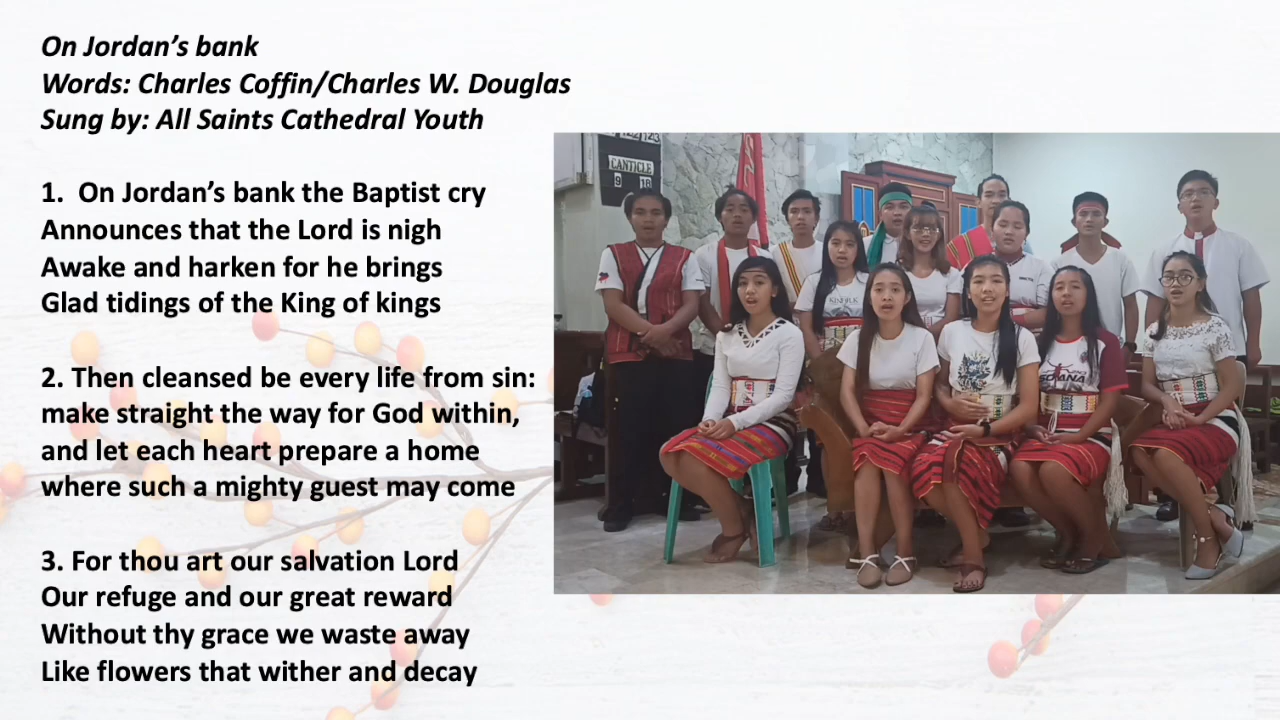 On Jordan’s bank
Words: Charles Coffin/Charles W. Douglas
Sung by: All Saints Cathedral Youth
1.  On Jordan’s bank the Baptist cry
Announces that the Lord is nigh
Awake and harken for he brings
Glad tidings of the King of kings
2. Then cleansed be every life from sin:
make straight the way for God within,
and let each heart prepare a home
where such a mighty guest may come
3. For thou art our salvation Lord
Our refuge and our great reward
Without thy grace we waste away
Like flowers that wither and decay
CANTICLE
9 18